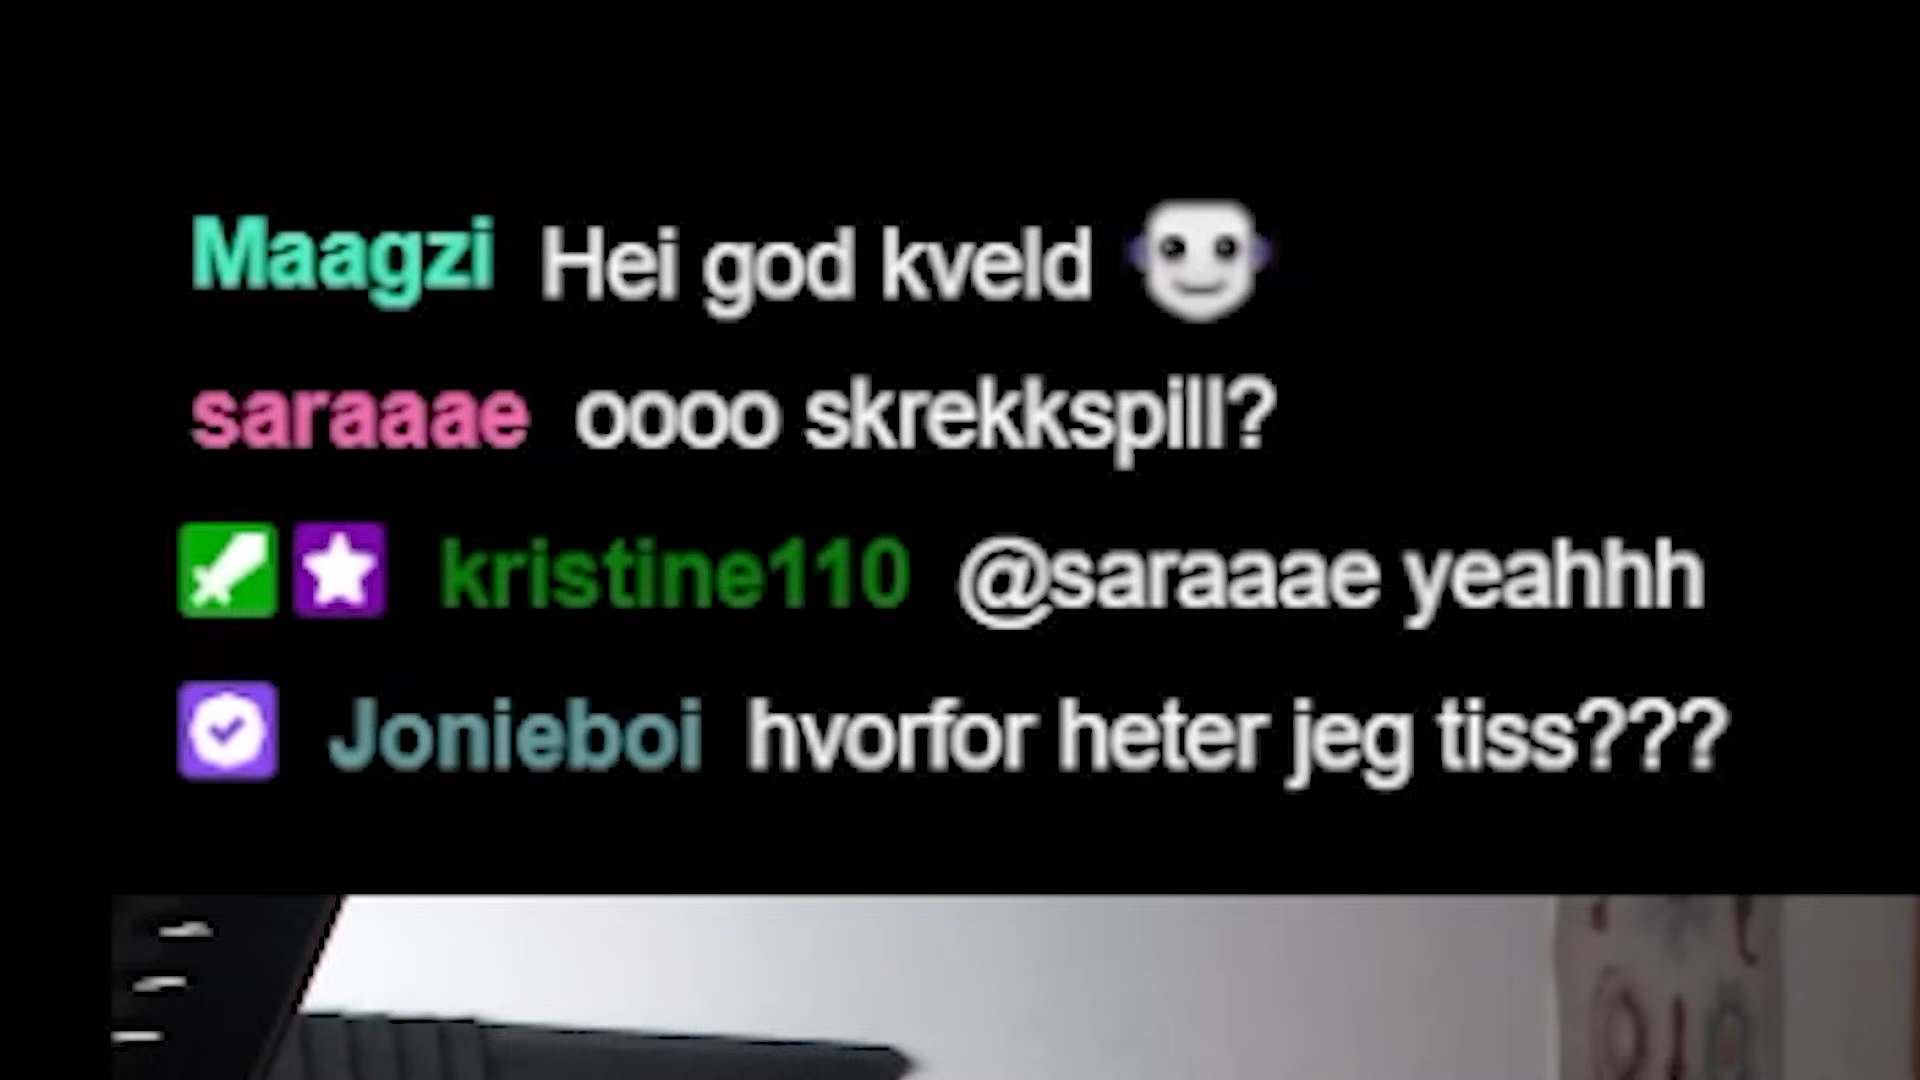 Maagzi Hei god kveld
saraaae oooo skrekkspill?
kristine110 @saraaae yeahhh
Jonieboi hvorfor heter jeg tiss???